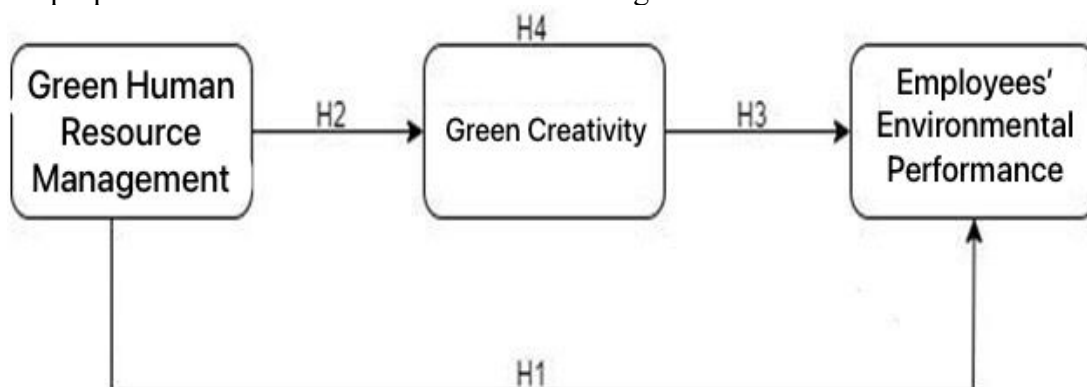 H4
Green Human
Resource
Management
H2
Green Creativity
H3
Employees’
Environmental
Performance
H1